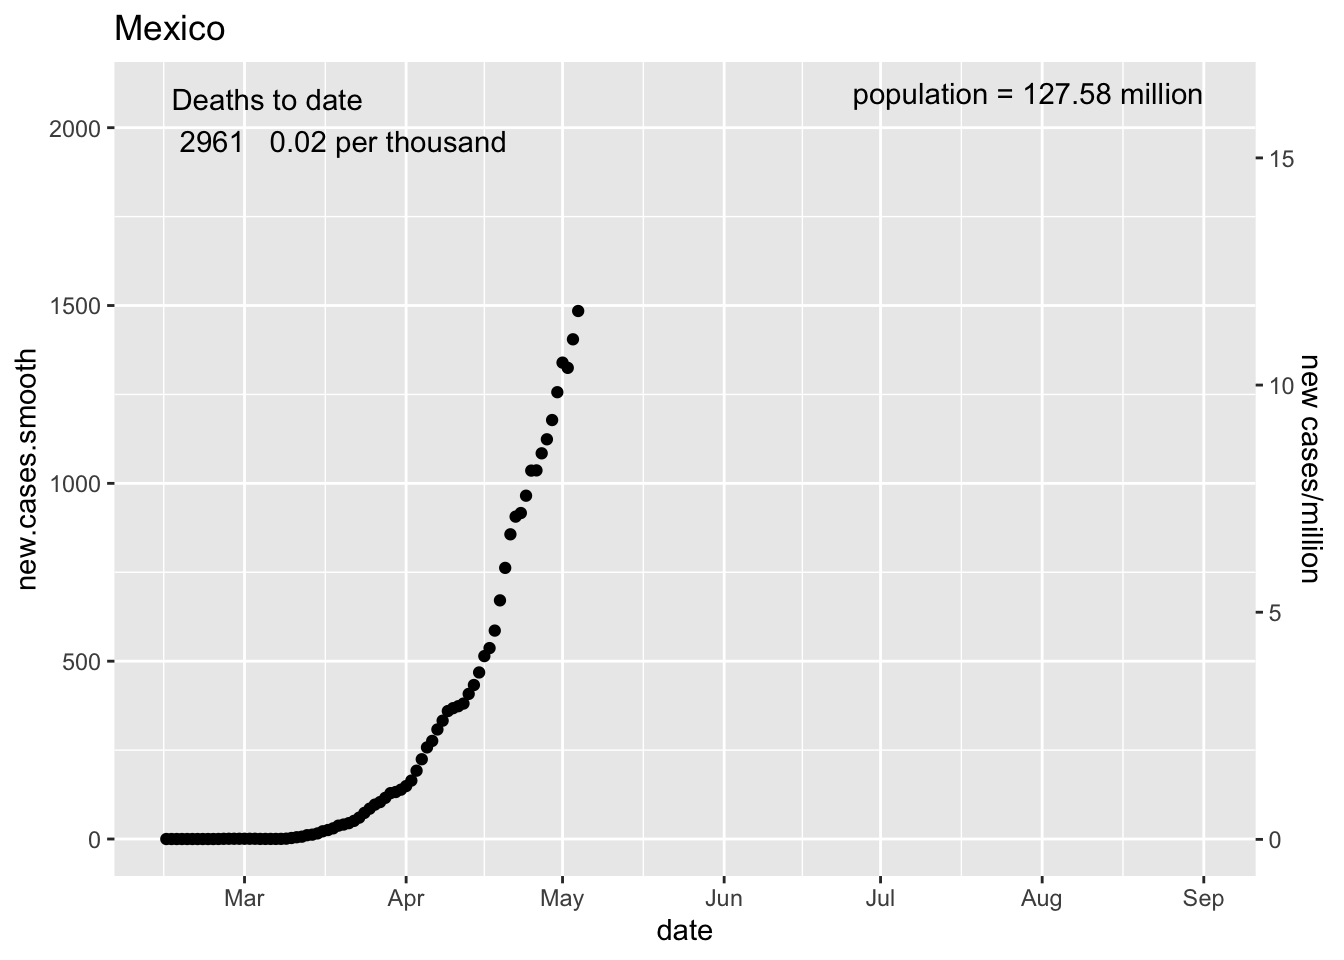 Mexico
Deaths to date
2961 0.02 per thousand
population = 127.58 million
2000
1500
1000
500
0
new.cases.smooth
15
10
5
0
new cases/million
Mar Apr May Jun Jul Aug Sep
date